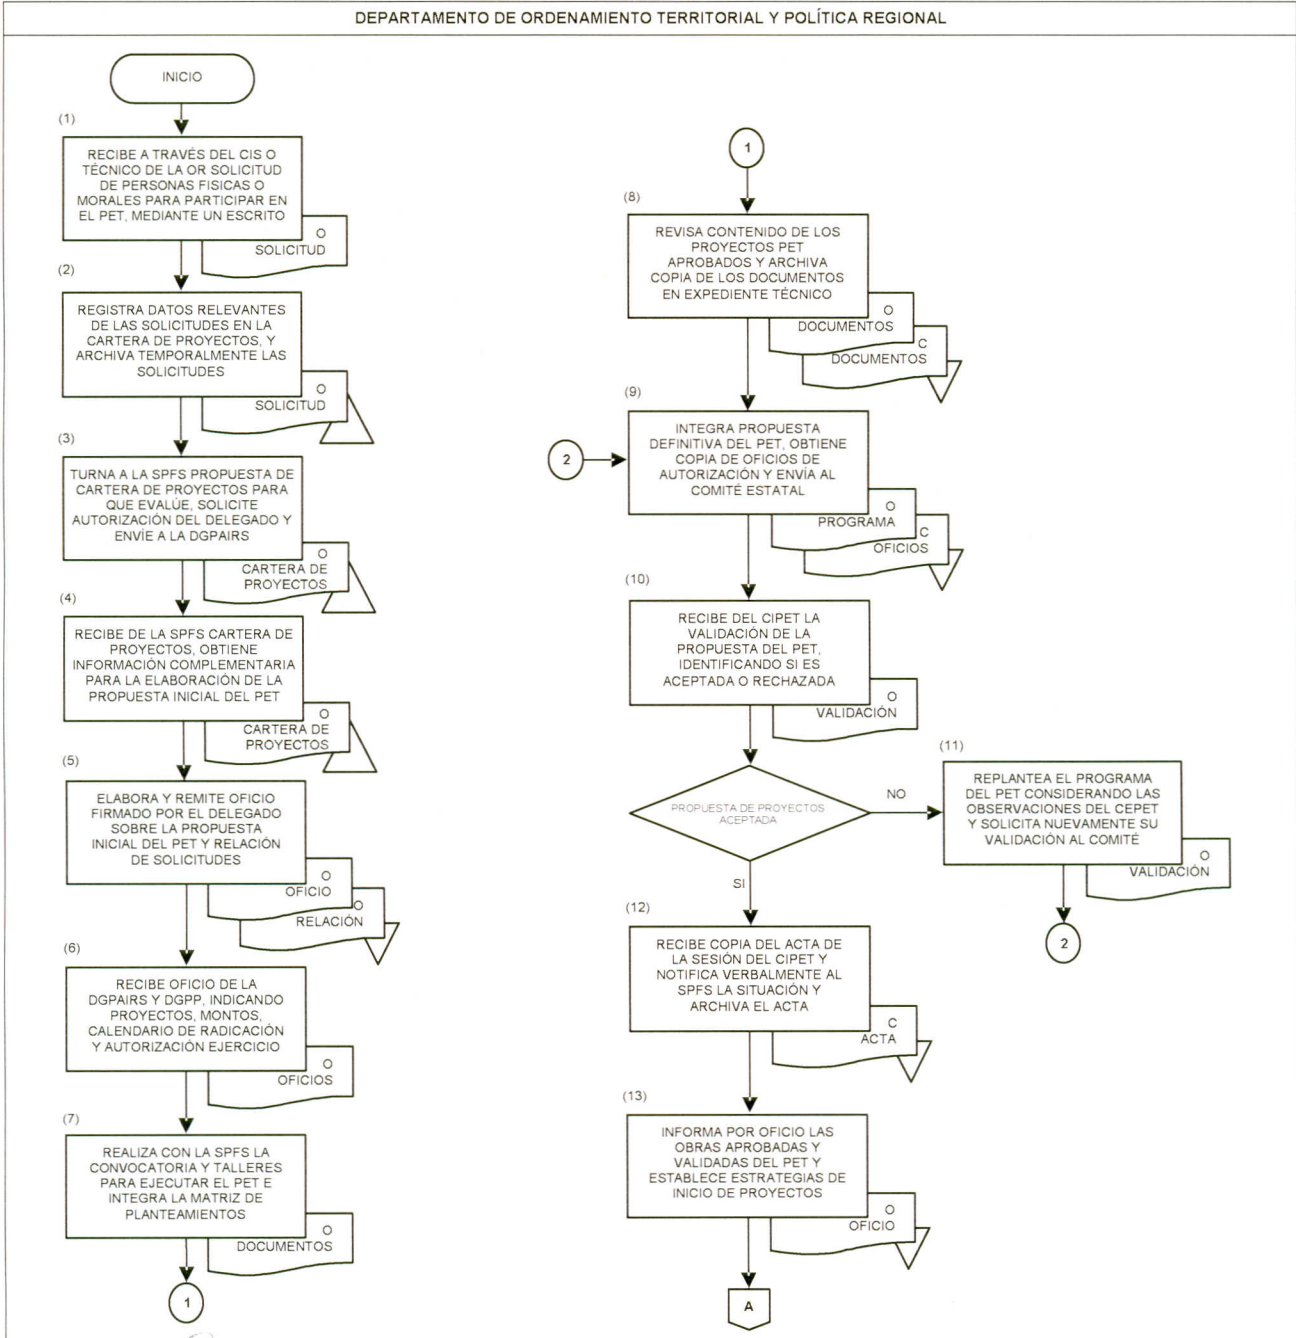 DEPARTAMENTO DE ORDENAMIENTO TERRITORIAL Y POLÍTICA REGIONAL
INICIO
(1)
RECIBE A TRAVÉS DEL CIS O
TÉCNICO DE LA OR SOLICITUD
DE PERSONAS FISICAS O
MORALES PARA PARTICIPAR EN
EL PET, MEDIANTE UN ESCRITO
O
SOLICITUD
(2)
REGISTRA DATOS RELEVANTES
DE LAS SOLICITUDES EN LA
CARTERA DE PROYECTOS, Y
ARCHIVA TEMPORALMENTE LAS
SOLICITUDES
O
SOLICITUD
(3)
TURNA A LA SPFS PROPUESTA DE
CARTERA DE PROYECTOS PARA
QUE EVALÚE, SOLICITE
AUTORIZACIÓN DEL DELEGADO Y
ENVÍE A LA DGPAIRS
O
CARTERA DE
PROYECTOS
(4)
RECIBE DE LA SPFS CARTERA DE
PROYECTOS, OBTIENE
INFORMACIÓN COMPLEMENTARIA
PARA LA ELABORACIÓN DE LA
PROPUESTA INICIAL DEL PET
O
CARTERA DE
PROYECTOS
(5)
ELABORA Y REMITE OFICIO
FIRMADO POR EL DELEGADO
SOBRE LA PROPUESTA
INICIAL DEL PET Y RELACIÓN
DE SOLICITUDES
O
OFICIO
O
RELACIÓN
(6)
RECIBE OFICIO DE LA
DGPAIRS Y DGPP, INDICANDO
PROYECTOS, MONTOS,
CALENDARIO DE RADICACIÓN
Y AUTORIZACIÓN EJERCICIO
O
OFICIOS
(7)
REALIZA CON LA SPFS LA
CONVOCATORIA Y TALLERES
PARA EJECUTAR EL PET E
INTEGRA LA MATRIZ DE
PLANTEAMIENTOS
O
DOCUMENTOS
1
1
(8)
REVISA CONTENIDO DE LOS
PROYECTOS PET
APROBADOS Y ARCHIVA
COPIA DE LOS DOCUMENTOS
EN EXPEDIENTE TÉCNICO
O
DOCUMENTOS
C
DOCUMENTOS
(9)
2
INTEGRA PROPUESTA
DEFINITIVA DEL PET, OBTIENE
COPIA DE OFICIOS DE
AUTORIZACIÓN Y ENVÍA AL
COMITÉ ESTATAL
O
PROGRAMA
C
OFICIOS
(10)
RECIBE DEL CIPET LA
VALIDACIÓN DE LA
PROPUESTA DEL PET,
IDENTIFICANDO SI ES
ACEPTADA O RECHAZADA
O
VALIDACIÓN
PROPUESTA DE PROYECTOS
ACEPTADA
NO
SI
(11)
REPLANTEA EL PROGRAMA
DEL PET CONSIDERANDO LAS
OBSERVACIONES DEL CEPET
Y SOLICITA NUEVAMENTE SU
VALIDACIÓN AL COMITÉ
O
VALIDACIÓN
2
(12)
RECIBE COPIA DEL ACTA DE
LA SESIÓN DEL CIPET Y
NOTIFICA VERBALMENTE AL
SPFS LA SITUACIÓN Y
ARCHIVA EL ACTA
C
ACTA
(13)
INFORMA POR OFICIO LAS
OBRAS APROBADAS Y
VALIDADAS DEL PET Y
ESTABLECE ESTRATEGIAS DE
INICIO DE PROYECTOS
O
OFICIO
A